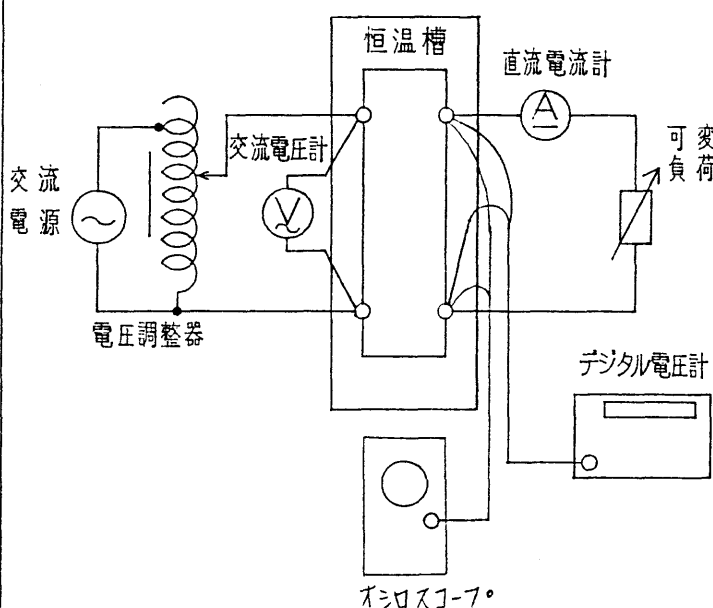 恒温槽
直流電流計
A
可変
負荷
交流電圧計
V
交流
電源
電圧調整器
デジタル電圧計
オシロスコープ